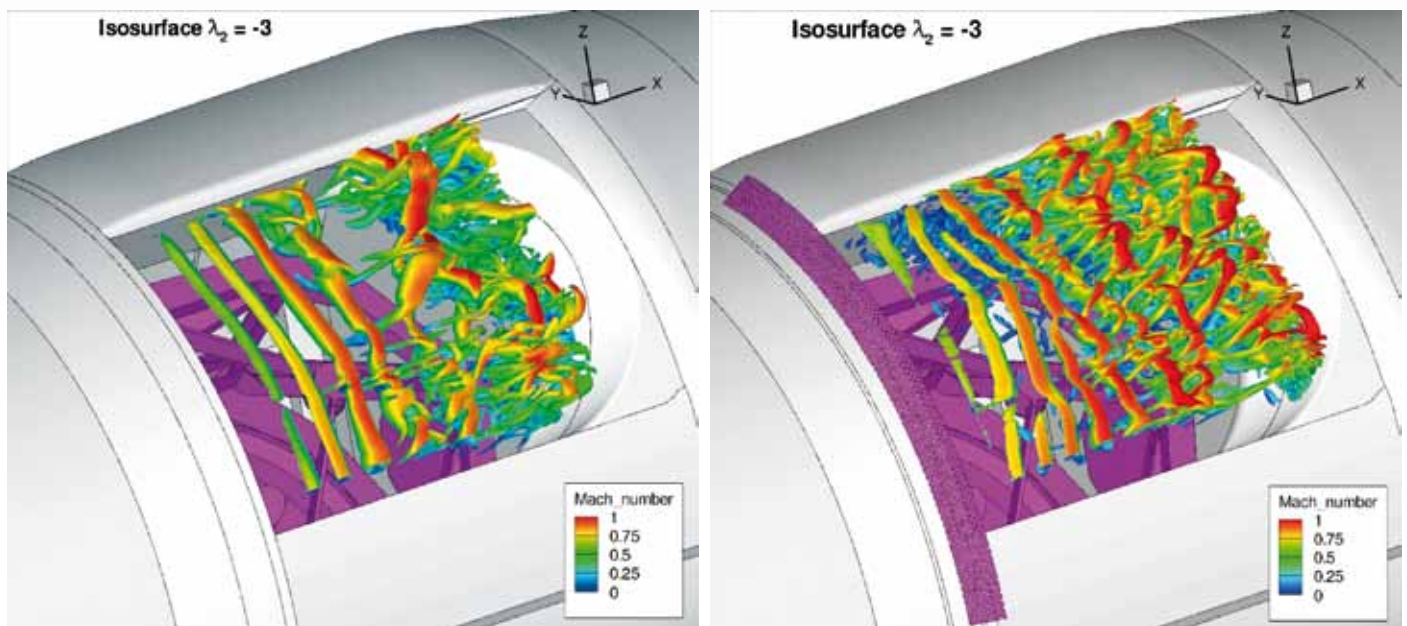 Isosurface λ₂ = -3
Z
Y
X
Mach_number
1
0.75
0.5
0.25
0
Isosurface λ₂ = -3
Z
Y
X
Mach_number
1
0.75
0.5
0.25
0